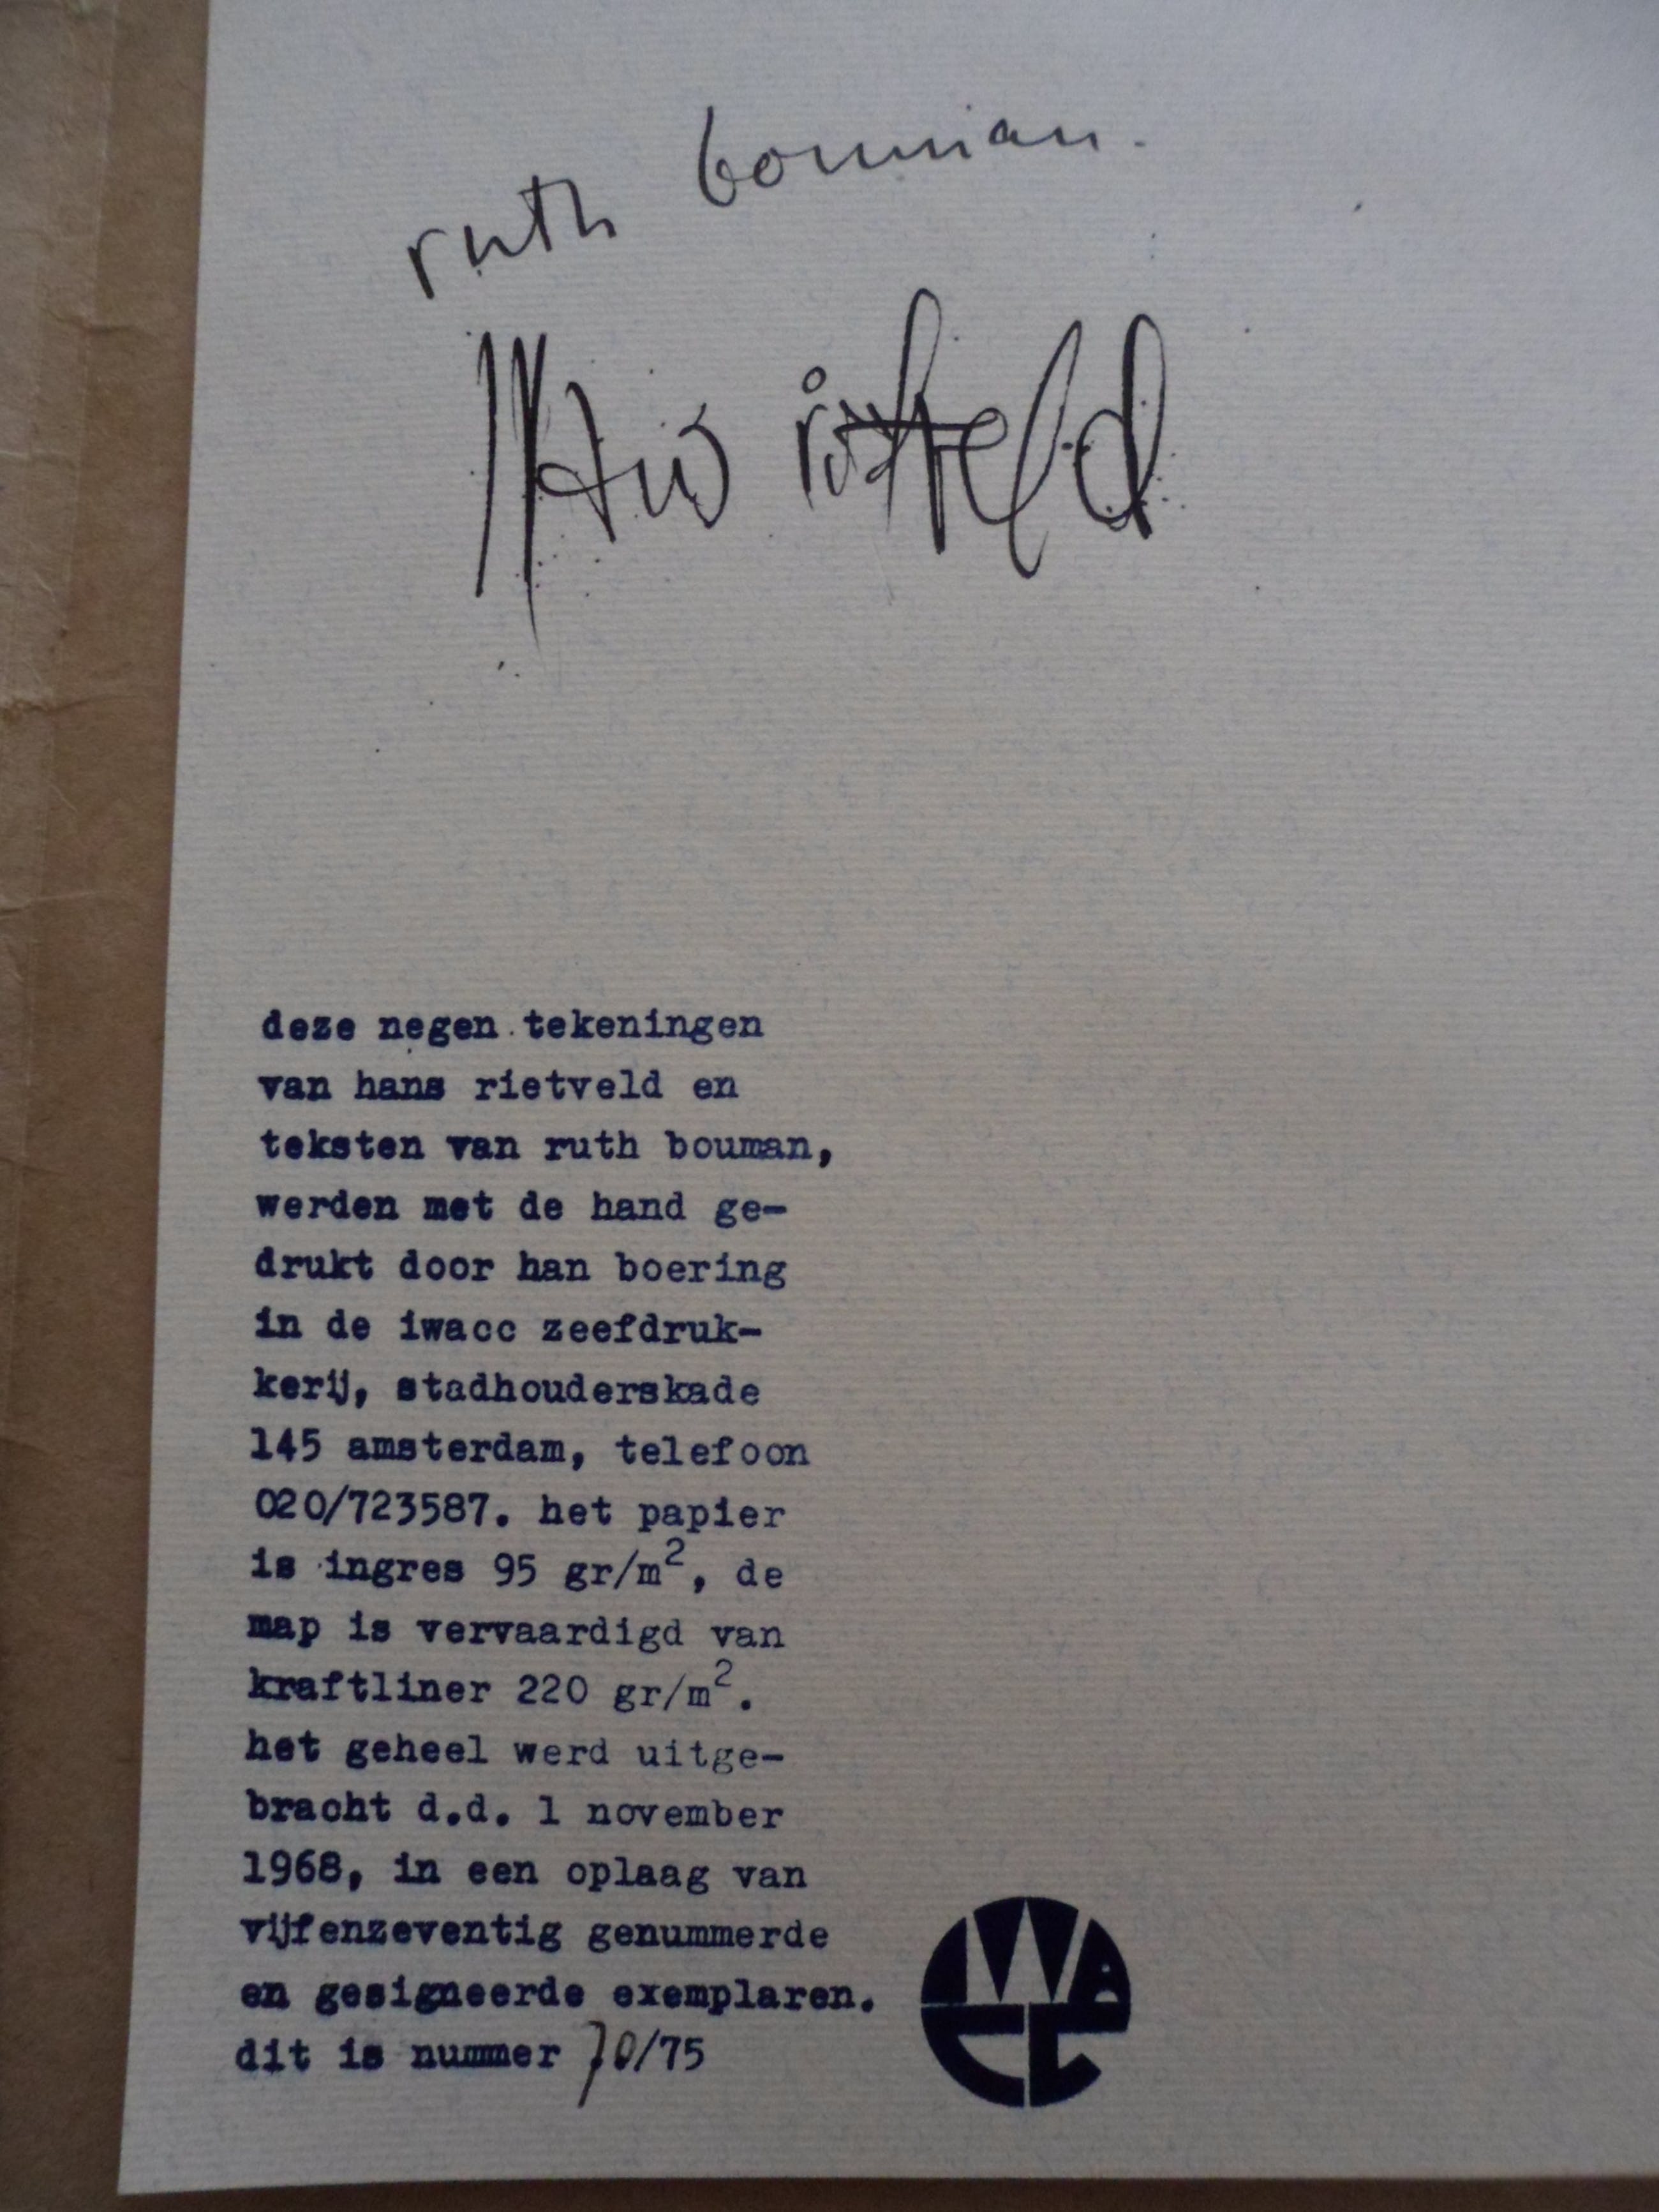 ruth bouman.
Hans rietveld
deze negen tekeningen
van hans rietveld en
teksten van ruth bouman,
werden met de hand ge-
drukt door han boering
in de iwacc zeefdruk-
kerij, stadhouderskade
145 amsterdam, telefoon
020/723587. het papier
is ingres 95 gr/m², de
map is vervaardigd van
kraftliner 220 gr/m².
het geheel werd uitge-
bracht d.d. 1 november
1968, in een oplaag van
vijfenzeventig genummerde
en gesigneerde exemplaren.
dit is nummer 70/75
IWACC